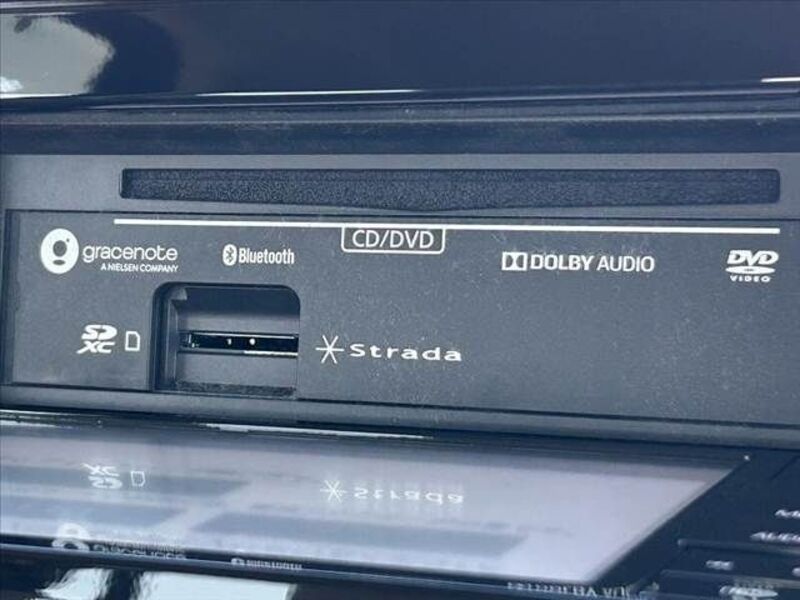 gracenote
A NIELSEN COMPANY
Bluetooth
CD/DVD
DOLBY AUDIO
DVD
VIDEO
SD
XC
Strada